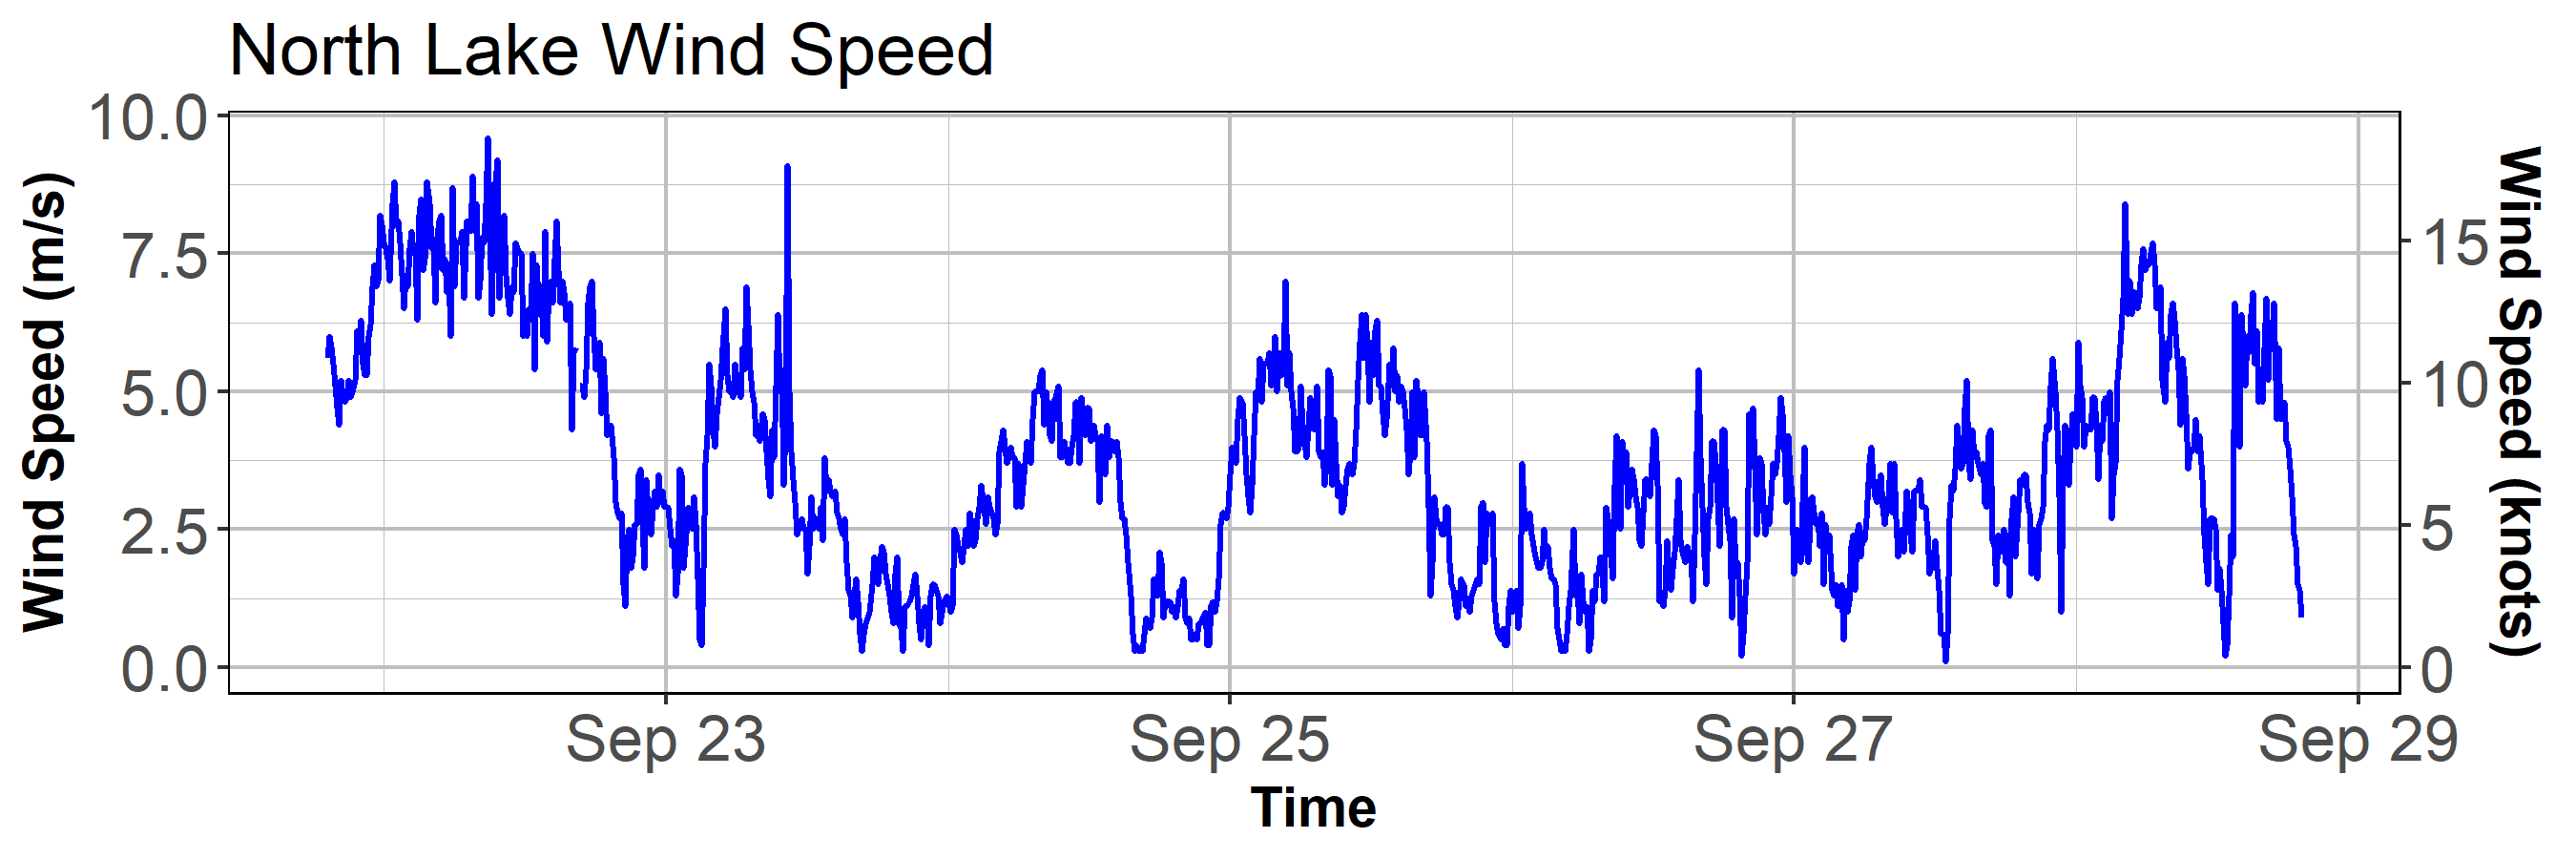 North Lake Wind Speed
Wind Speed (m/s)
10.0
7.5
5.0
2.5
0.0
Wind Speed (knots)
15
10
5
0
Sep 23
Sep 25
Sep 27
Sep 29
Time